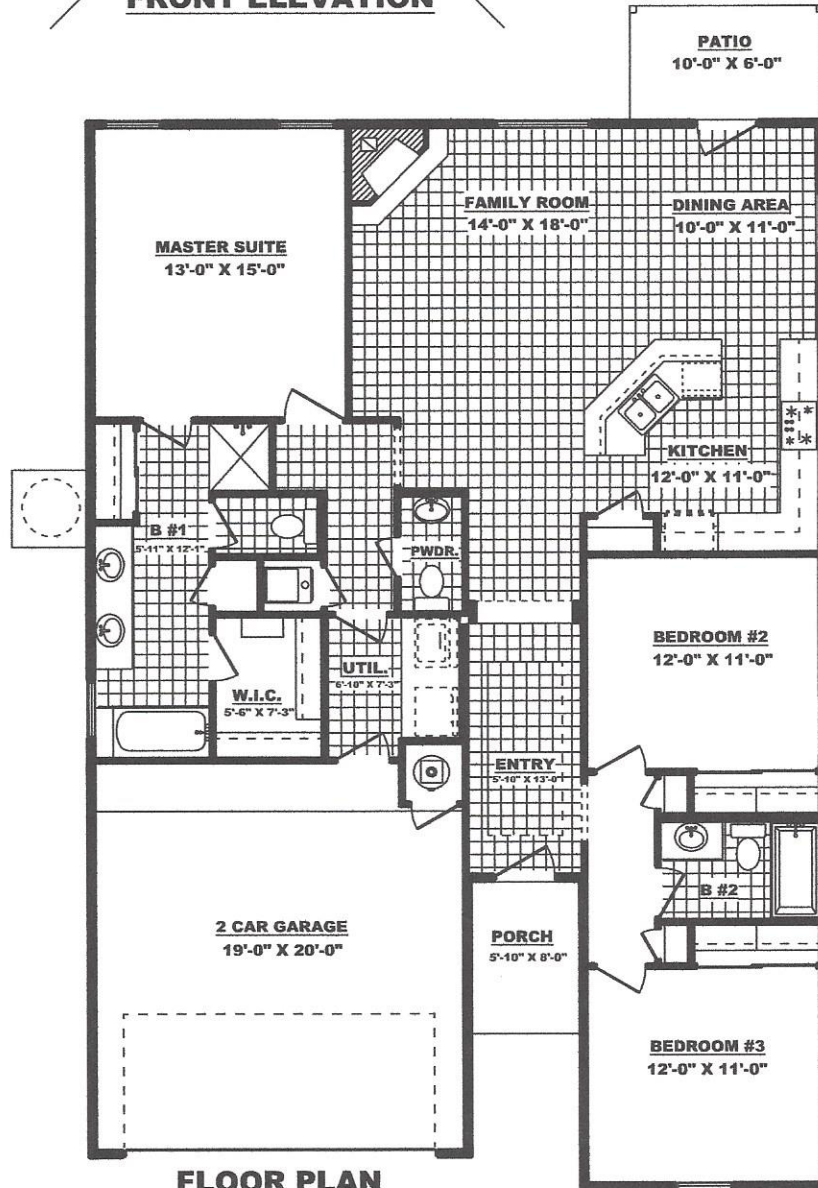 FRONT ELEVATION
PATIO
10'-0" X 6'-0"
FAMILY ROOM
14'-0" X 18'-0"
DINING AREA
10'-0" X 11'-0"
MASTER SUITE
13'-0" X 15'-0"
KITCHEN
12'-0" X 11'-0"
B #1
5'-11" X 12'-1"
PWDR.
BEDROOM #2
12'-0" X 11'-0"
UTIL.
6'-10" X 7'-3"
W.I.C.
5'-6" X 7'-3"
ENTRY
5'-10" X 13'-0"
B #2
2 CAR GARAGE
19'-0" X 20'-0"
PORCH
5'-10" X 8'-0"
BEDROOM #3
12'-0" X 11'-0"
FLOOR PLAN